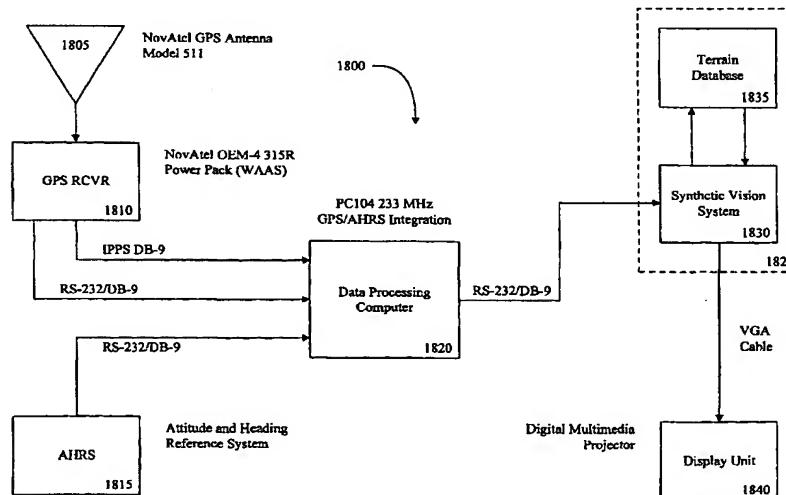 1805
NovAtel GPS Antenna
Model 511
1800
Terrain
Database
1835
GPS RCVR
1810
NovAtel OEM-4 315R
Power Pack (WAAS)
Synthetic Vision
System
1830
182
PC104 233 MHz
GPS/AHRS Integration
1PPS DB-9
RS-232/DB-9
RS-232/DB-9
Data Processing
Computer
1820
RS-232/DB-9
VGA
Cable
AHRS
1815
Attitude and Heading
Reference System
Digital Multimedia
Projector
Display Unit
1840